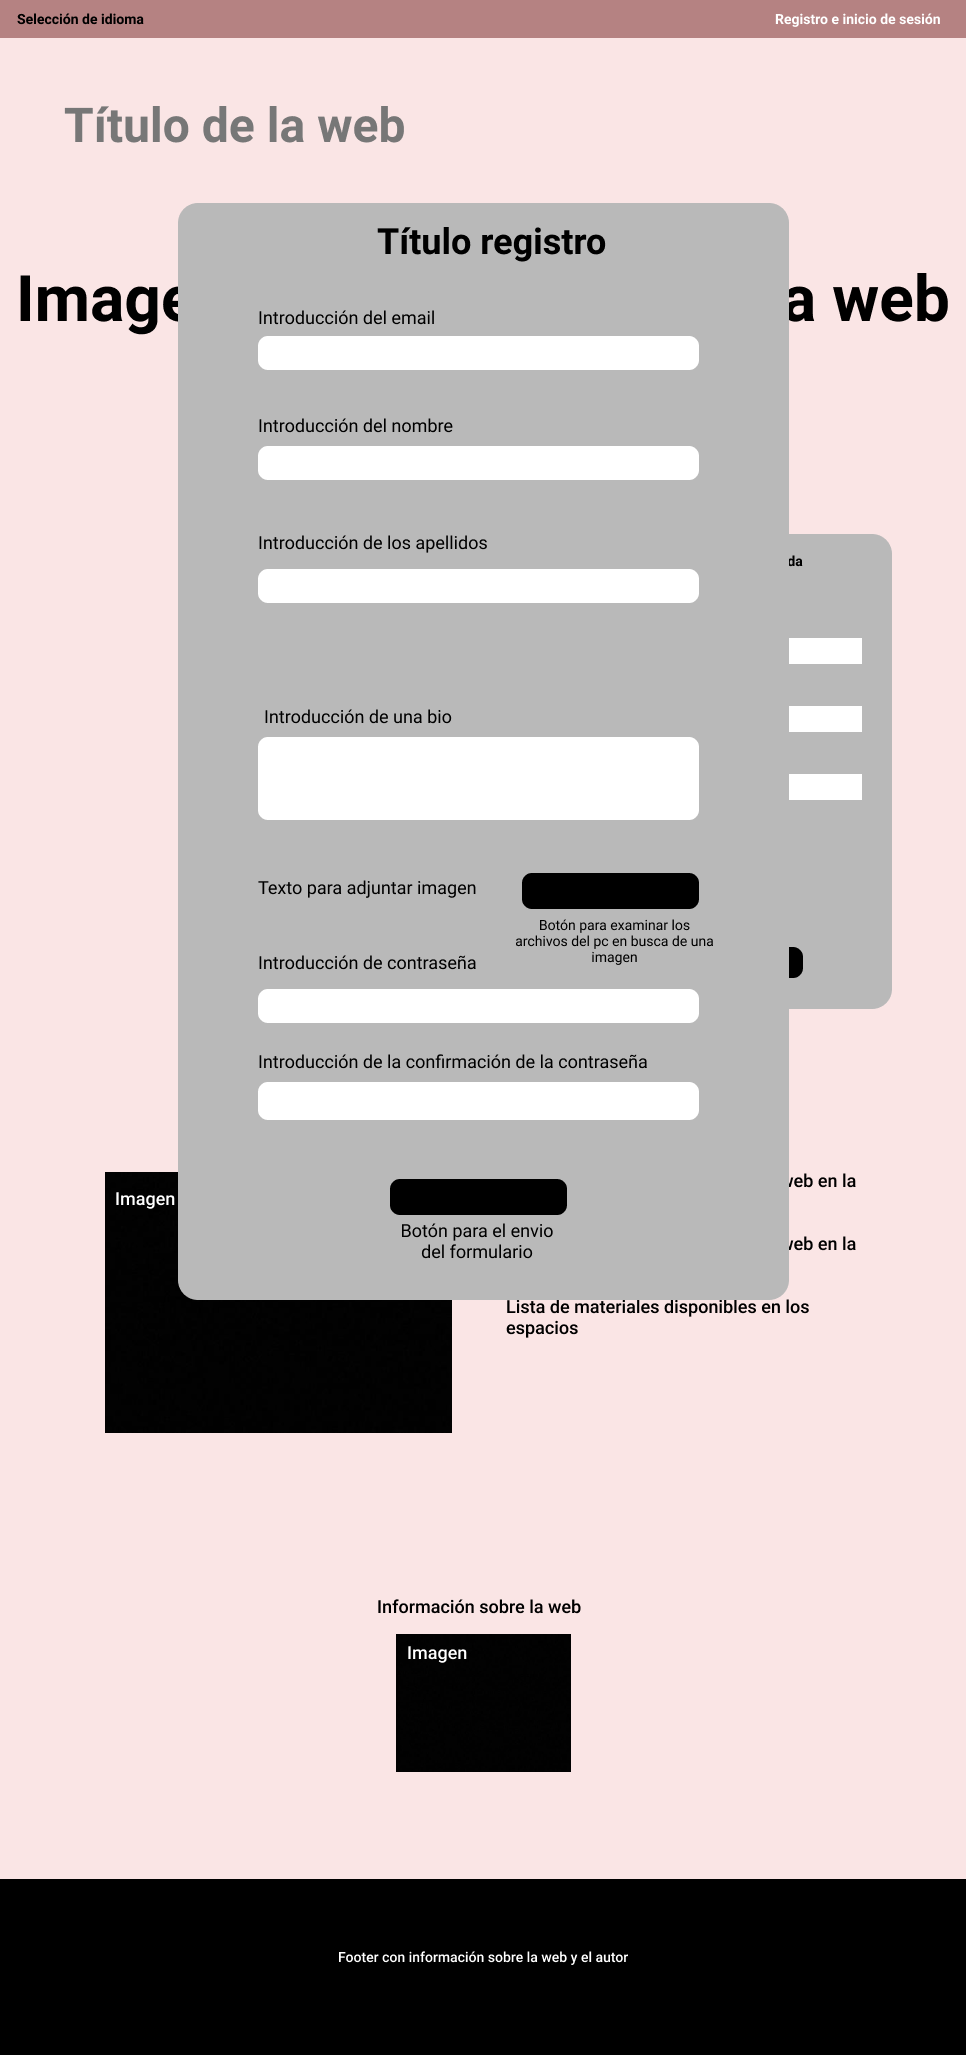 Selección de idioma
Registro e inicio de sesión
Título de la web
Título registro
a web
Introducción del email
Introducción del nombre
Introducción de los apellidos
da
Introducción de una bio
Texto para adjuntar imagen
Botón para examinar los
archivos del pc en busca de una
imagen
Introducción de contraseña
Introducción de la confirmación de la contraseña
Imagen
web en la
Botón para el envio
del formulario
web en la
Lista de materiales disponibles en los
espacios
Información sobre la web
Imagen
Footer con información sobre la web y el autor